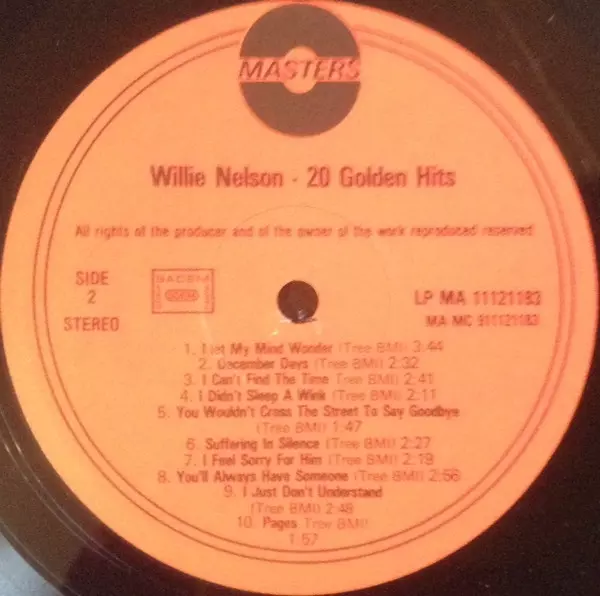 MASTERS
Willie Nelson - 20 Golden Hits
All rights of the producer and of the owner of the work reproduced reserved
SIDE
2
STEREO
SACEM
LP MA 11121183
MA MC 911121183
1. I let My Mind Wonder (Tree BMI) 3:44
2. December Days (Tree BMI) 2:32
3. I Can't Find The Time Tree BMI) 2:41
4. I Didn't Sleep A Wink (Tree BMI) 2:11
5. You Wouldn't Cross The Street To Say Goodbye
(Tree BMI) 1:47
6. Suffering In Silence (Tree BMI) 2:27
7. I Feel Sorry For Him (Tree BMI) 2:19
8. You'll Always Have Someone (Tree BMI) 2:56
9. I Just Don't Understand
(Tree BMI) 2:48
10. Pages Tree BMI)
1:57